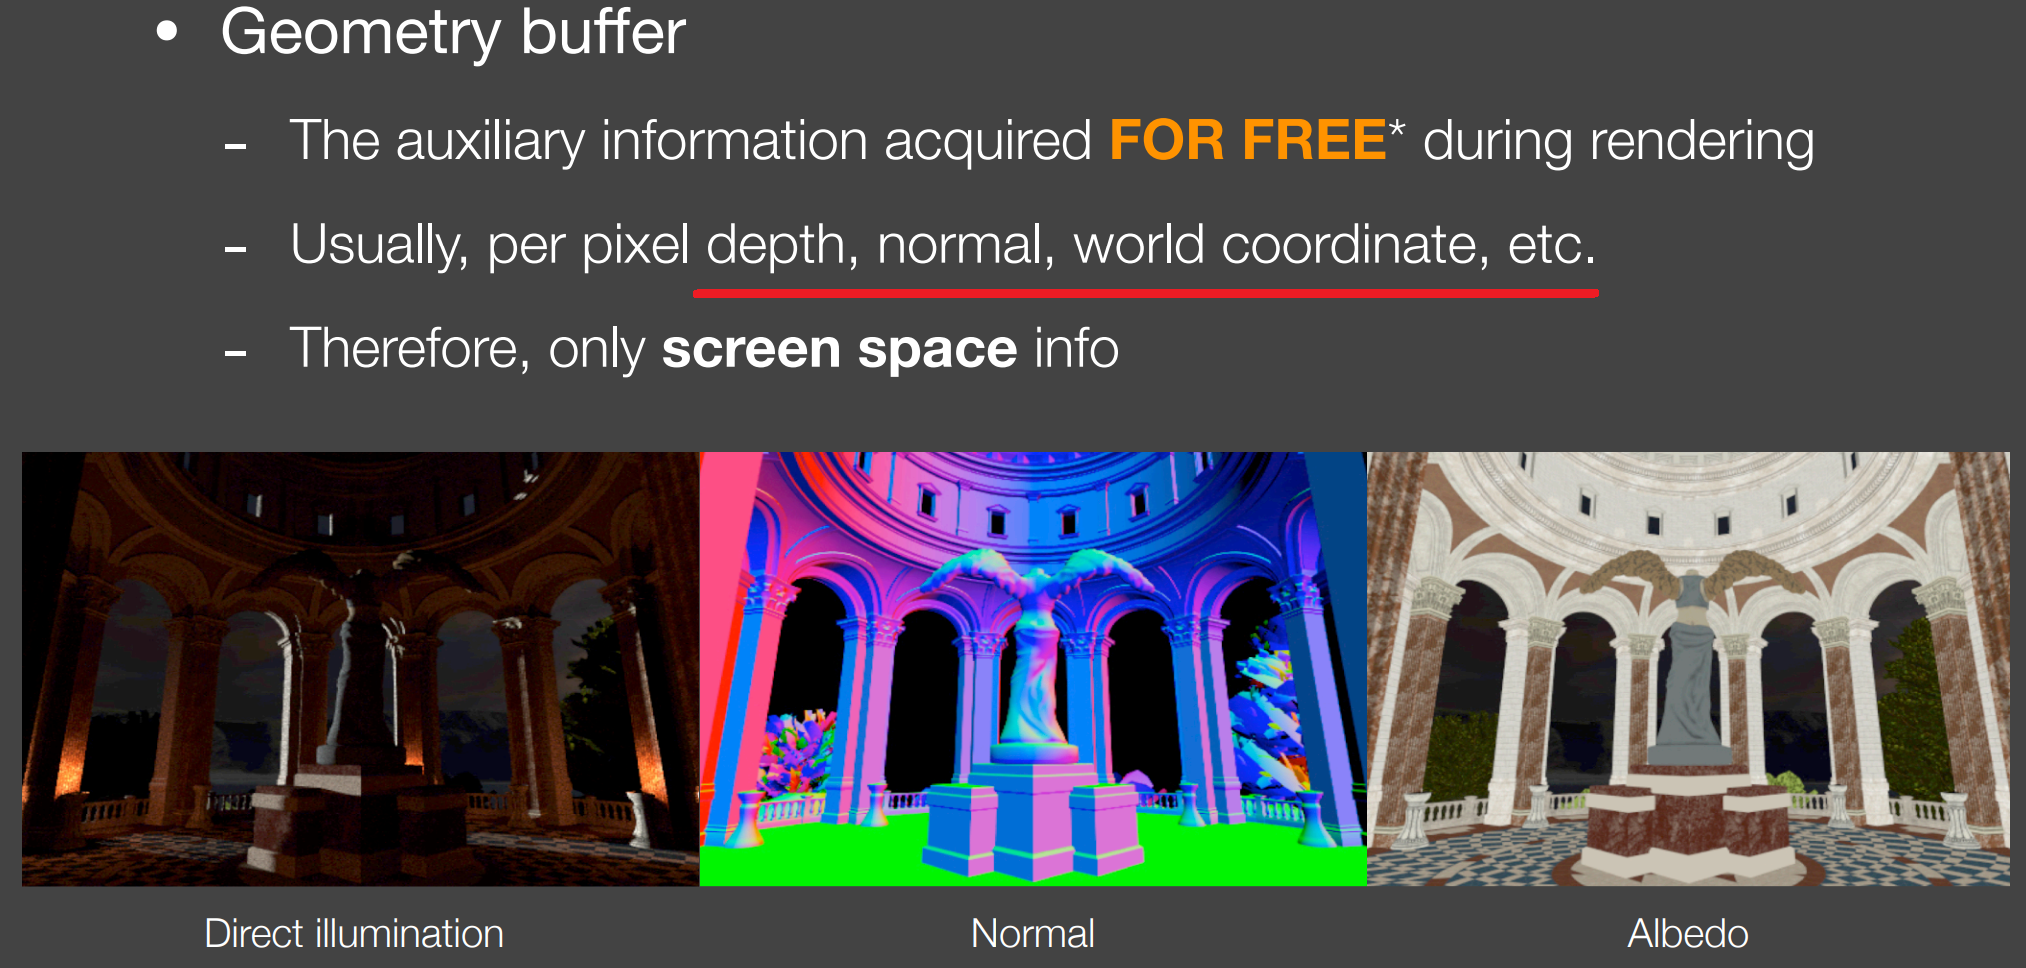 • Geometry buffer
- The auxiliary information acquired FOR FREE* during rendering
- Usually, per pixel depth, normal, world coordinate, etc.
- Therefore, only screen space info
Direct illumination
Normal
Albedo